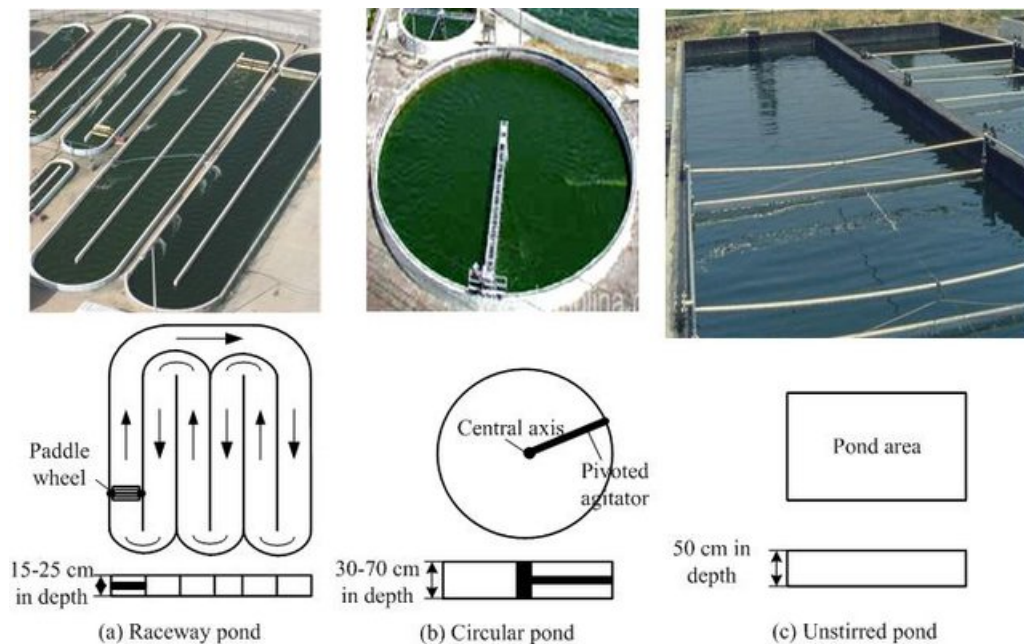 Paddle
wheel
15-25 cm
in depth
(a) Raceway pond
Central axis
Pivoted
agitator
30-70 cm
in depth
(b) Circular pond
Pond area
50 cm in
depth
(c) Unstirred pond